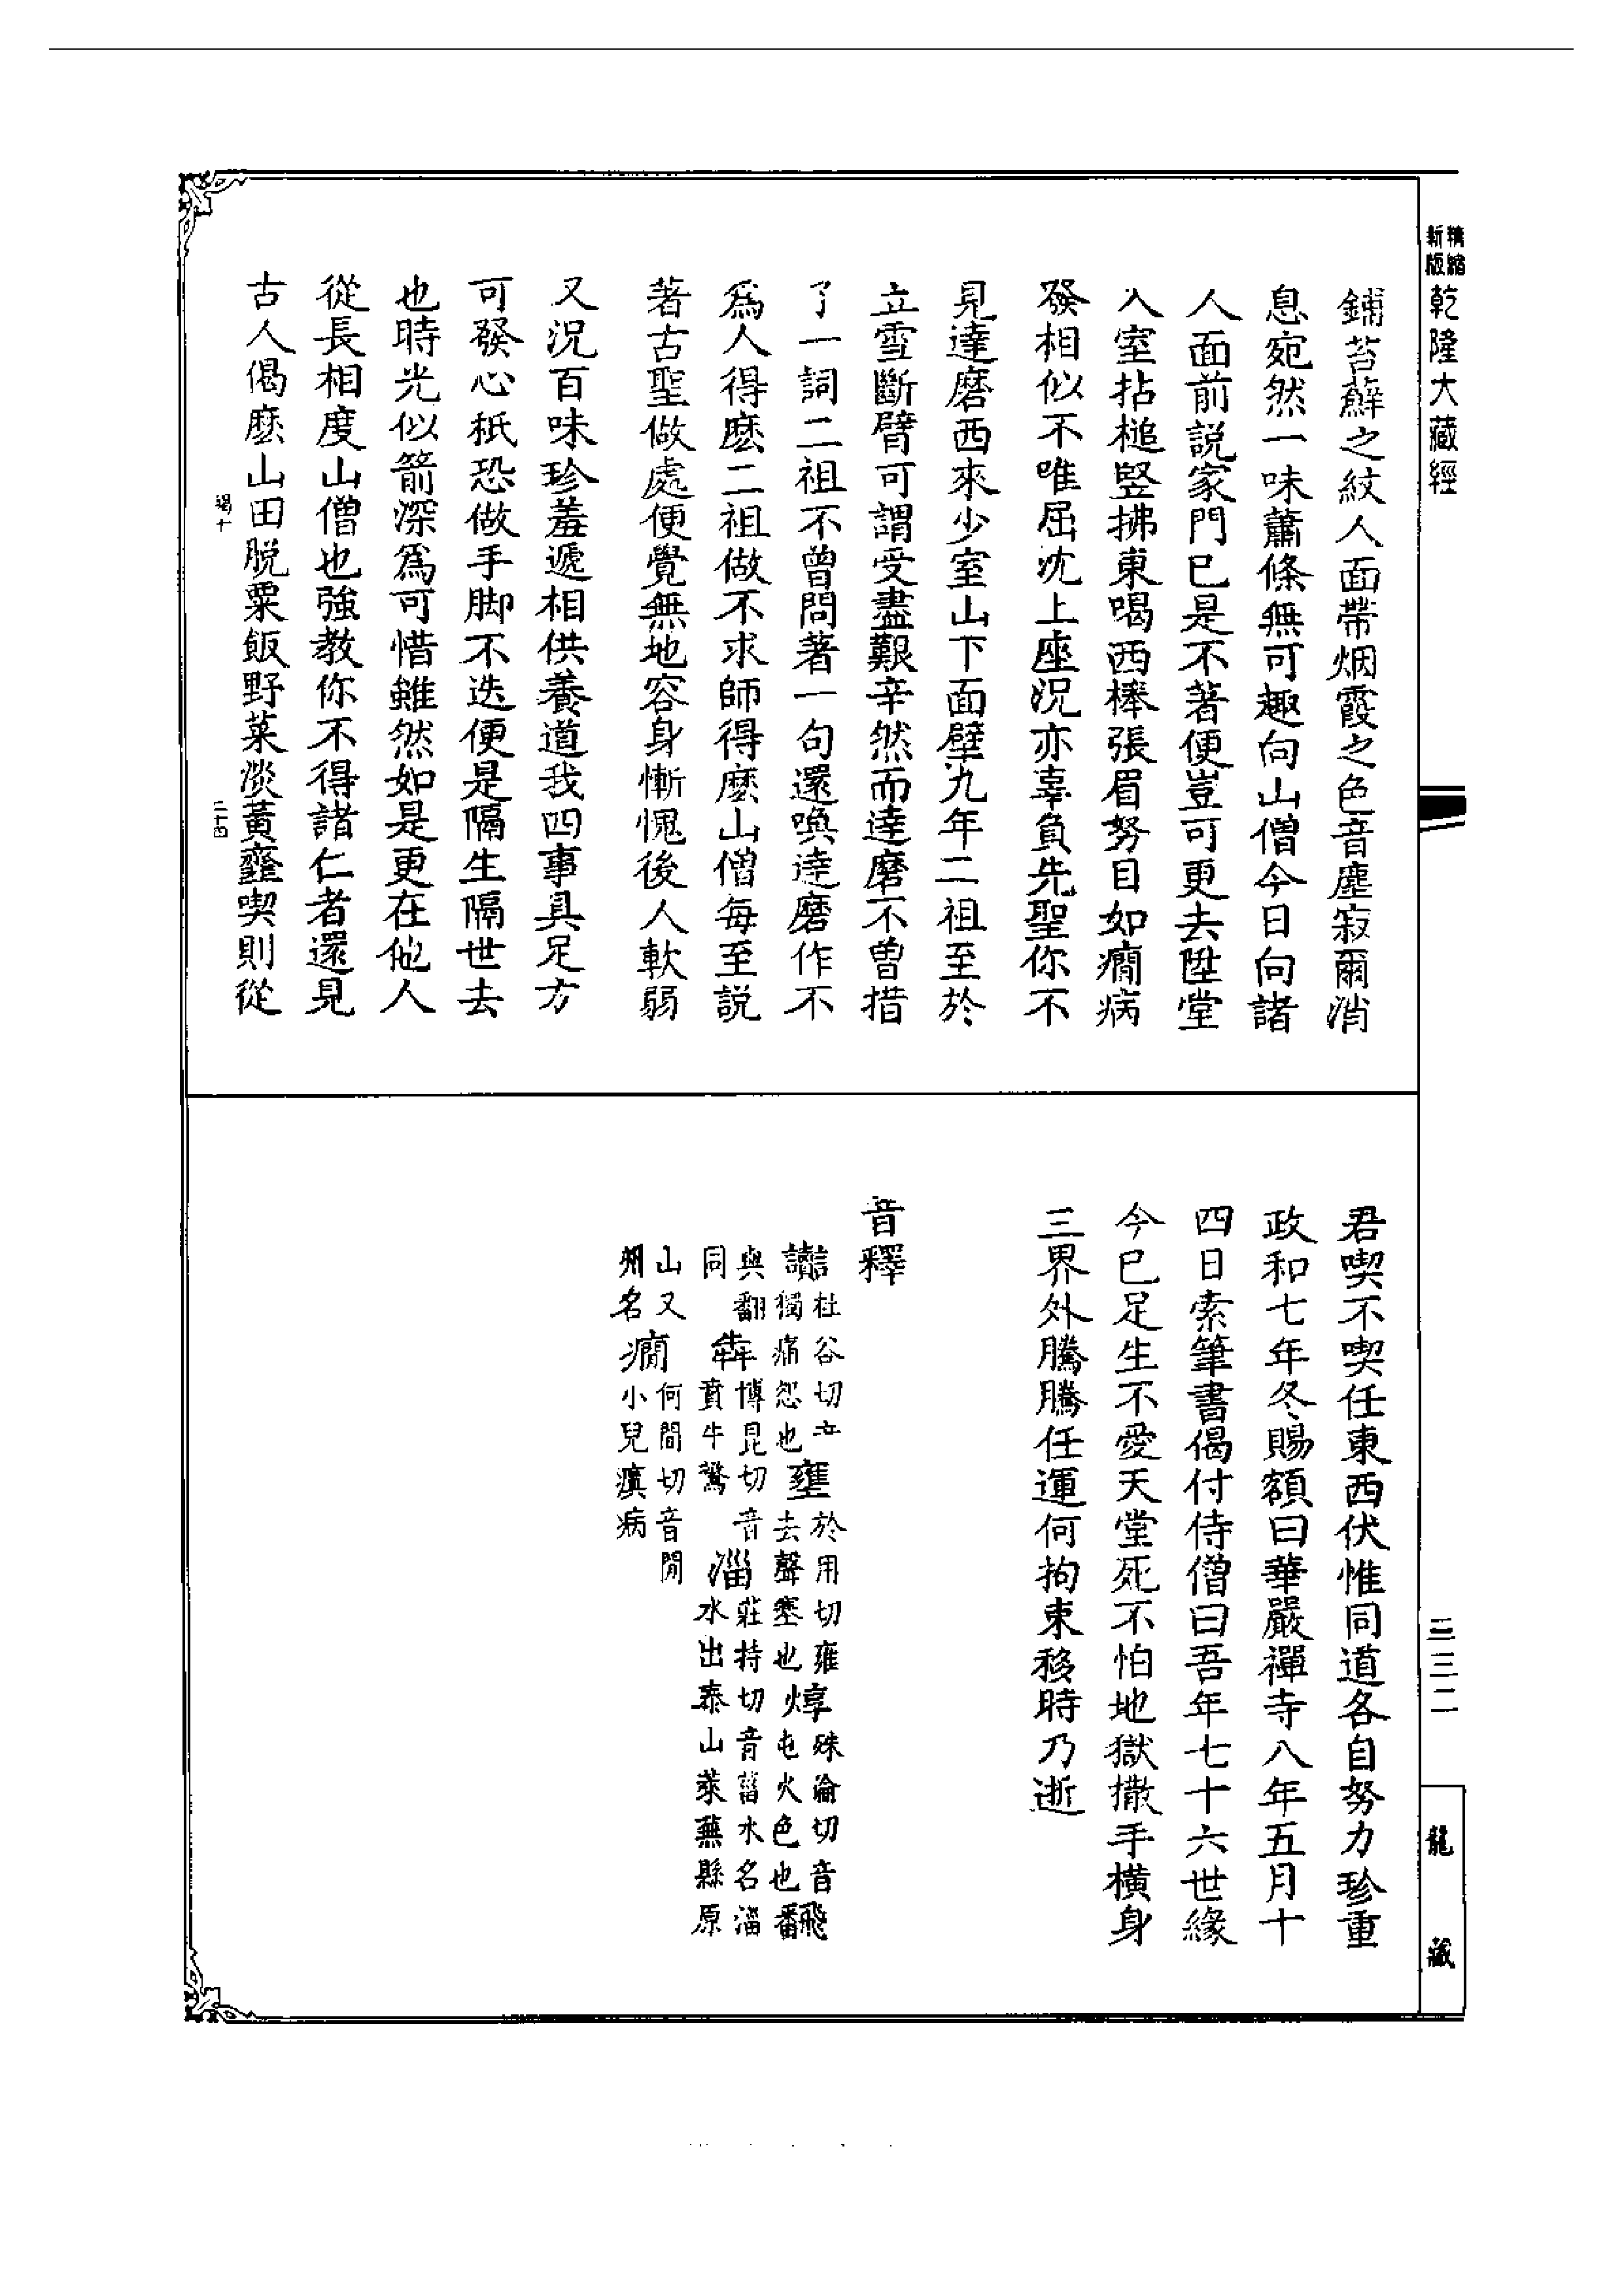 精縮新版乾隆大藏經
鋪苔蘚之紋人面帶烟霞之色音塵寂爾消
息宛然一味蕭條無可趣向山僧今日向諸
人面前説家門已是不著便豈可更去陞堂
入室拈槌竪拂東喝西棒張眉努目如癇病
發相似不唯屈沈上座況亦辜負先聖你不
見達磨西來少室山下面壁九年二祖至於
立雪斷臂可謂受盡艱辛然而達磨不曾措
了一詞二祖不曾問著一句還喚達磨作不
爲人得麽二祖做不求師得麽山僧每至説
著古聖做處便覺無地容身慚愧後人軟弱
又況百味珍羞遞相供養道我四事具足方
可發心秖恐做手脚不迭便是隔生隔世去
也時光似箭深爲可惜雖然如是更在他人
從長相度山僧也強教你不得諸仁者還見
古人偈麽山田脱粟飯野菜淡黃虀喫則從
二十四
君喫不喫任東西伏惟同道各自努力珍重
政和七年冬賜額曰華嚴禪寺八年五月十
四日索筆書偈付侍僧曰吾年七十六世緣
今已足生不愛天堂死不怕地獄撒手橫身
三界外騰騰任運何拘束移時乃逝
音釋
讟 杜谷切音獨痛怨也 壅 於用切雍去聲塞也 焞 殊倫切音屯火色也 飜
與翻同 犇 博昆切音賁牛驚 淄 莊持切音菑水名淄水出泰山萊蕪縣原
山又州名 癇 何間切音閒小兒瘨病
三三二
龍藏